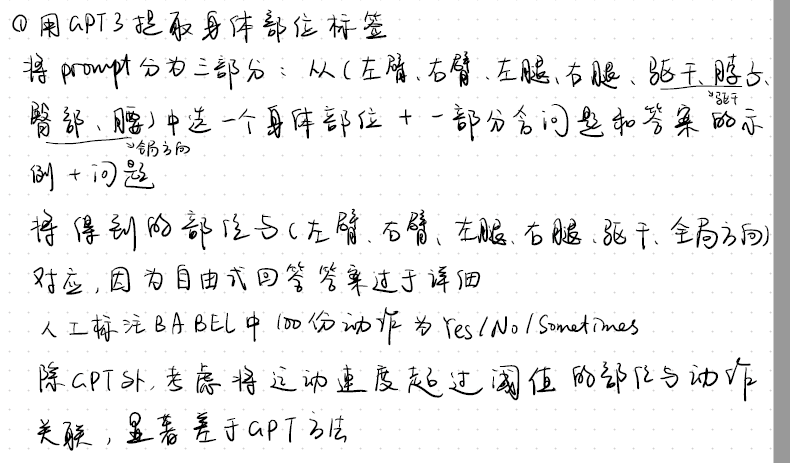 ① 用GPT3提取身体部位标签
将prompt分为三部分：从(左臂、右臂、左腿、右腿、躯干、脖子、
→躯干
臀部、腰)中选一个身体部位 + 一部分含问题和答案的示
→全局方向
例 + 问题
将得到的部位与(左臂、右臂、左腿、右腿、躯干、全局方向)
对应，因为自由式回答答案过于详细
人工标注BABEL中100份动作为Yes/No/Sometimes
除GPT外，考虑将运动速度超过阈值的部位与动作
关联，显著差于GPT方法